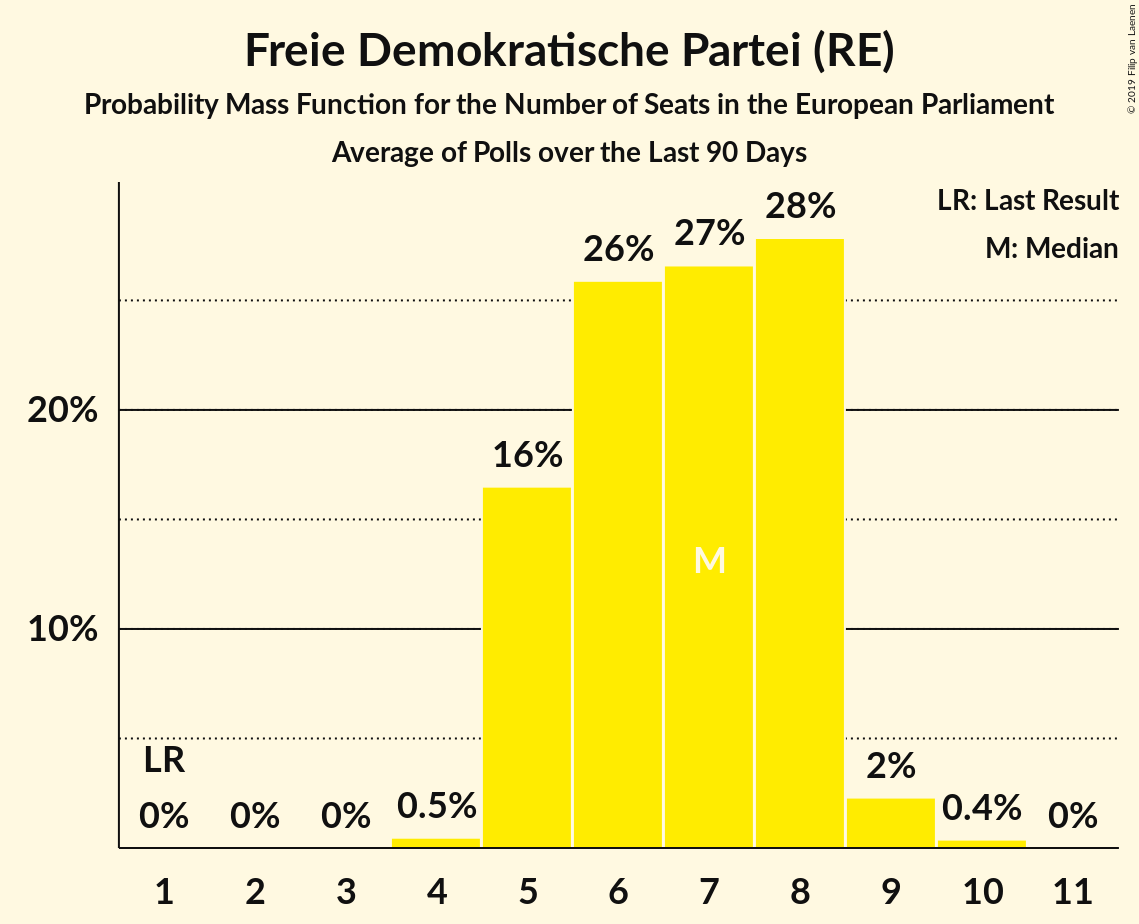 Freie Demokratische Partei (RE)
Probability Mass Function for the Number of Seats in the European Parliament
Average of Polls over the Last 90 Days
© 2019 Filip van Laenen
LR: Last Result
M: Median
28%
27%
26%
20%
16%
M
10%
LR
0%
0%
0%
0.5%
2%
0.4%
0%
1 2 3 4 5 6 7 8 9 10 11